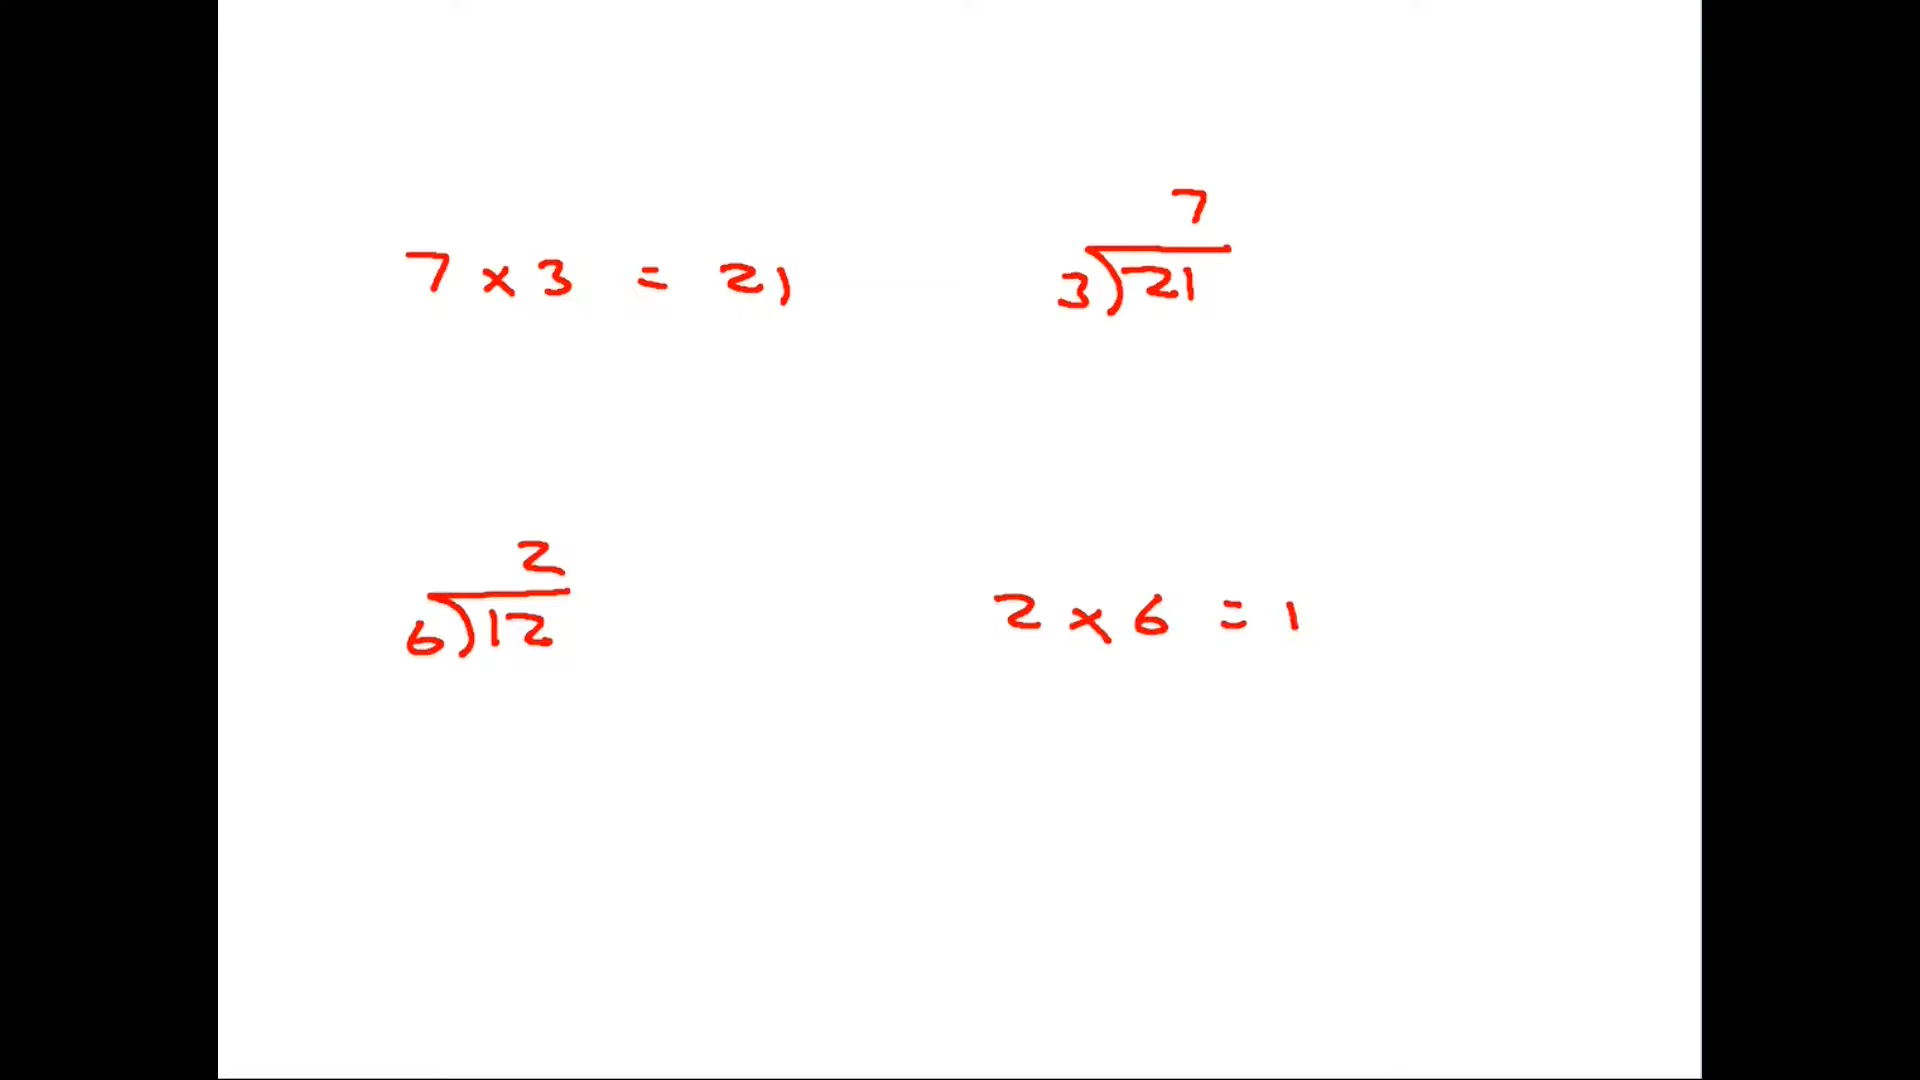 7 × 3 = 21
7
3)21
2
6)12
2 × 6 = 1